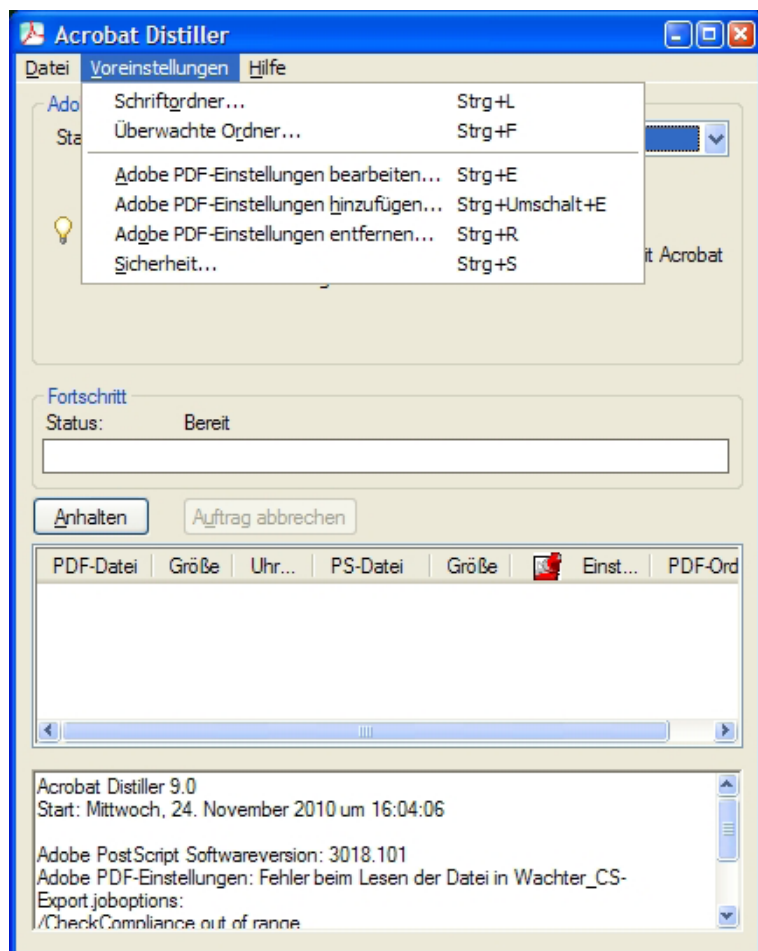 Acrobat Distiller
Datei Voreinstellungen Hilfe
Ado
Schriftordner... Strg+L
Sta
Überwachte Ordner... Strg+F
Adobe PDF-Einstellungen bearbeiten... Strg+E
Adobe PDF-Einstellungen hinzufügen... Strg+Umschalt+E
Adobe PDF-Einstellungen entfernen... Strg+R
Sicherheit... Strg+S
it Acrobat
Fortschritt
Status: Bereit
Anhalten Auftrag abbrechen
PDF-Datei Größe Uhr... PS-Datei Größe Einst... PDF-Ord
Acrobat Distiller 9.0
Start: Mittwoch, 24. November 2010 um 16:04:06
Adobe PostScript Softwareversion: 3018.101
Adobe PDF-Einstellungen: Fehler beim Lesen der Datei in Wachter_CS-
Export.joboptions:
/CheckCompliance out of range